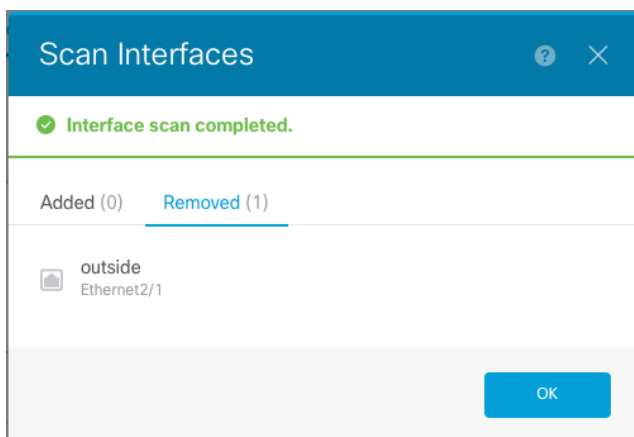 Scan Interfaces
Interface scan completed.
Added (0) Removed (1)
outside
Ethernet2/1
OK